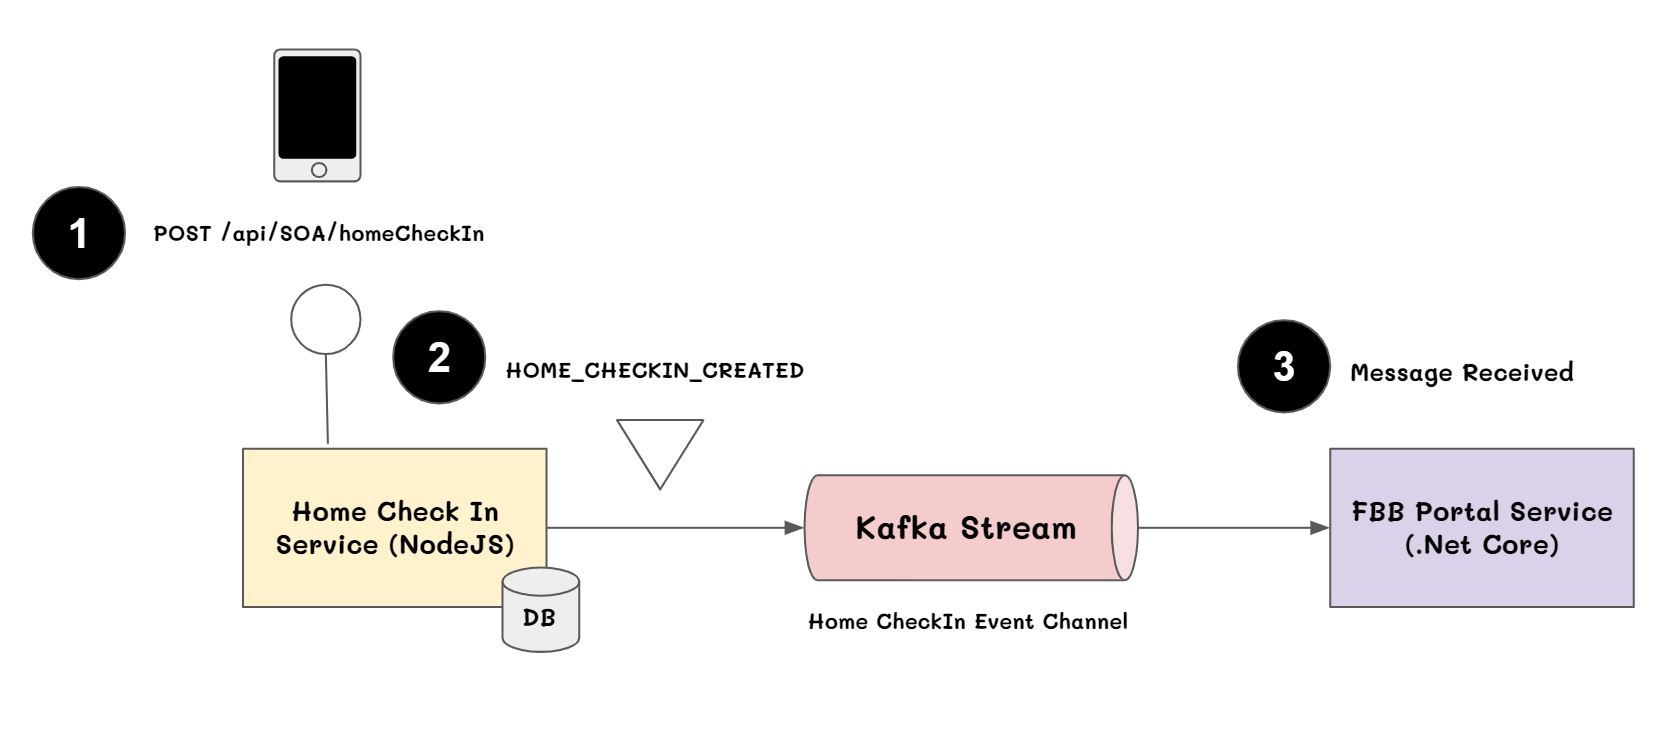 1
POST /api/SOA/homeCheckIn
2
HOME_CHECKIN_CREATED
3
Message Received
Home Check In
Service (NodeJS)
DB
Kafka Stream
Home CheckIn Event Channel
FBB Portal Service
(.Net Core)